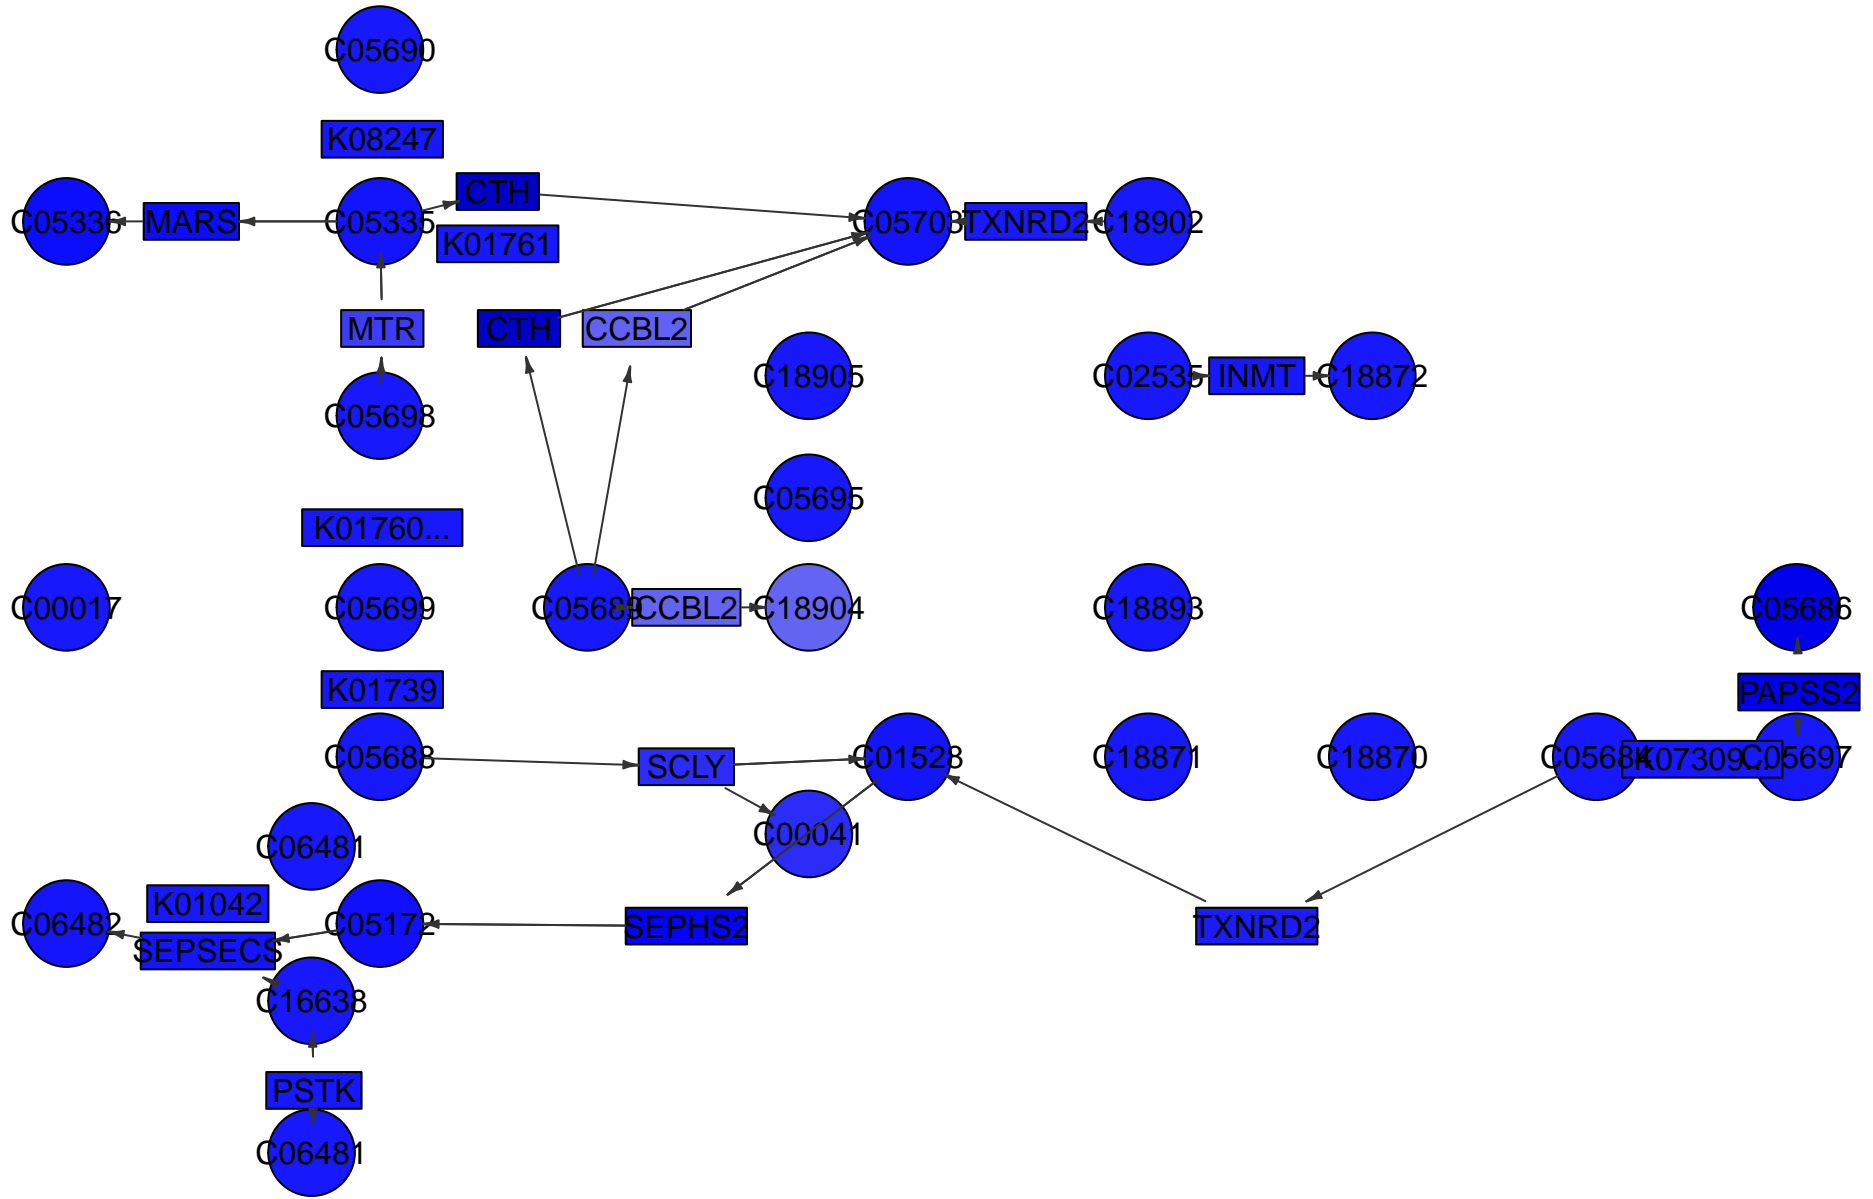 C05690
K08247
CTH
C05336
MARS
C05335
C05703
TXNRD2
C18902
K01761
MTR
CTH
CCBL2
C18905
C02535
INMT
C18872
C05698
C05695
K01760...
C00017
C05699
C05689
CCBL2
C18904
C18893
C05686
K01739
PAPSS2
C05688
SCLY
C01528
C18871
C18870
C05684
K07309...
C05697
C00041
C06481
K01042
C06482
C05172
SEPHS2
TXNRD2
SEPSECS
C16638
PSTK
C06481